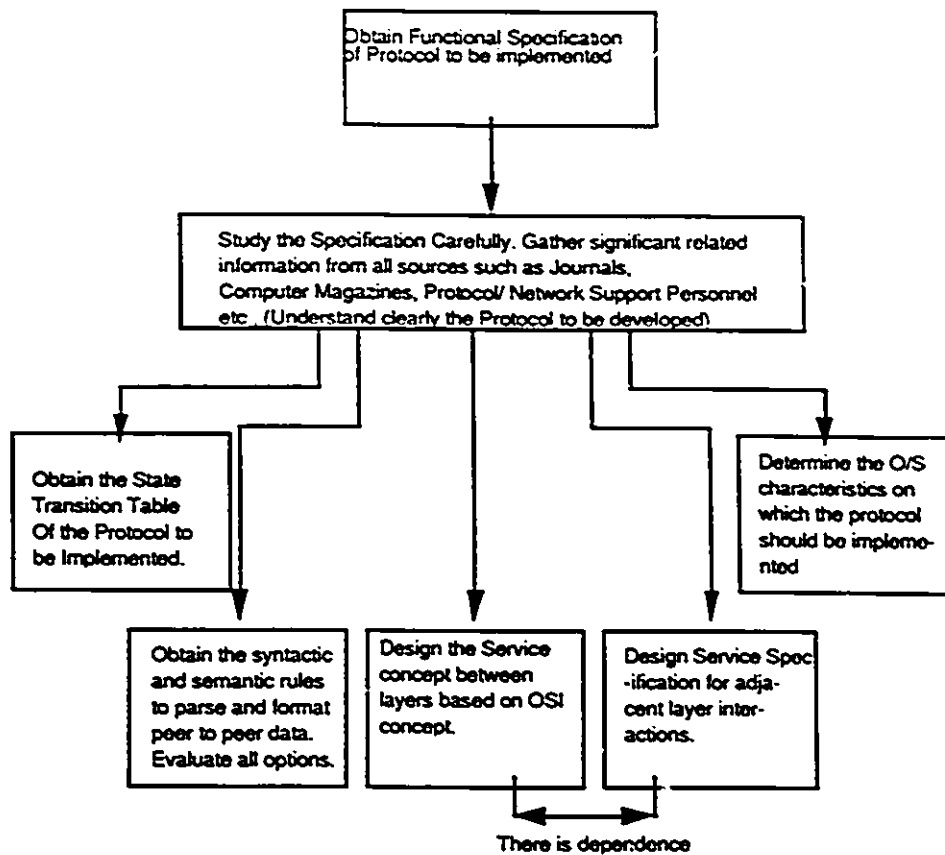 Obtain Functional Specification
of Protocol to be implemented
Study the Specification Carefully. Gather significant related
information from all sources such as Journals,
Computer Magazines, Protocol/ Network Support Personnel
etc.. (Understand clearly the Protocol to be developed)
Obtain the State
Transition Table
Of the Protocol to
be Implemented.
Determine the O/S
characteristics on
which the protocol
should be impleme-
nted
Obtain the syntactic
and semantic rules
to parse and format
peer to peer data.
Evaluate all options.
Design the Service
concept between
layers based on OSI
concept.
Design Service Spec
-ification for adja-
cent layer inter-
actions.
There is dependence